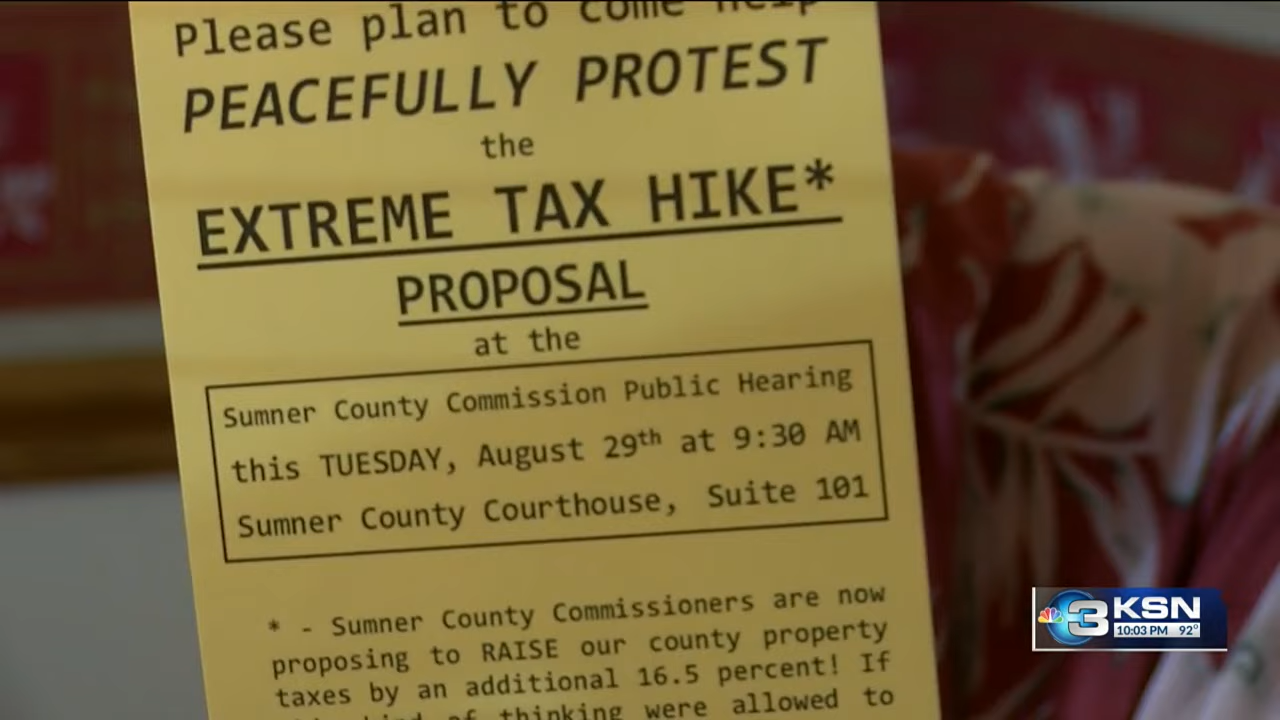 Please plan to come help
PEACEFULLY PROTEST
the
EXTREME TAX HIKE*
PROPOSAL
at the
Sumner County Commission Public Hearing
this TUESDAY, August 29th at 9:30 AM
Sumner County Courthouse, Suite 101
* - Sumner County Commissioners are now
proposing to RAISE our county property
taxes by an additional 16.5 percent! If
kind of thinking were allowed to
3 KSN
10:03 PM 92°